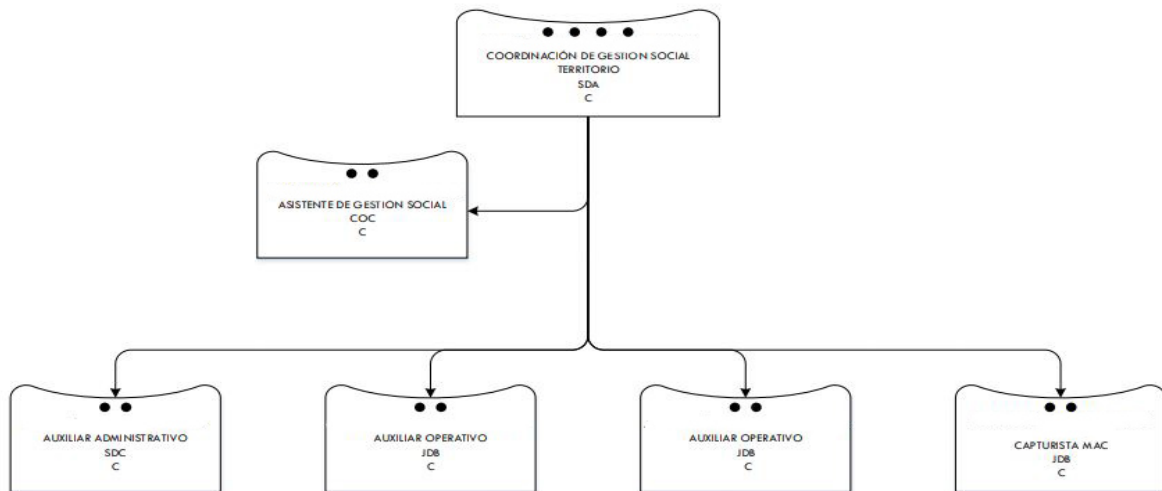 COORDINACIÓN DE GESTION SOCIAL
TERRITORIO
SDA
C
ASISTENTE DE GESTION SOCIAL
COC
C
AUXILIAR ADMINISTRATIVO
SDC
C
AUXILIAR OPERATIVO
JDB
C
AUXILIAR OPERATIVO
JDB
C
CAPTURISTA MAC
JDB
C